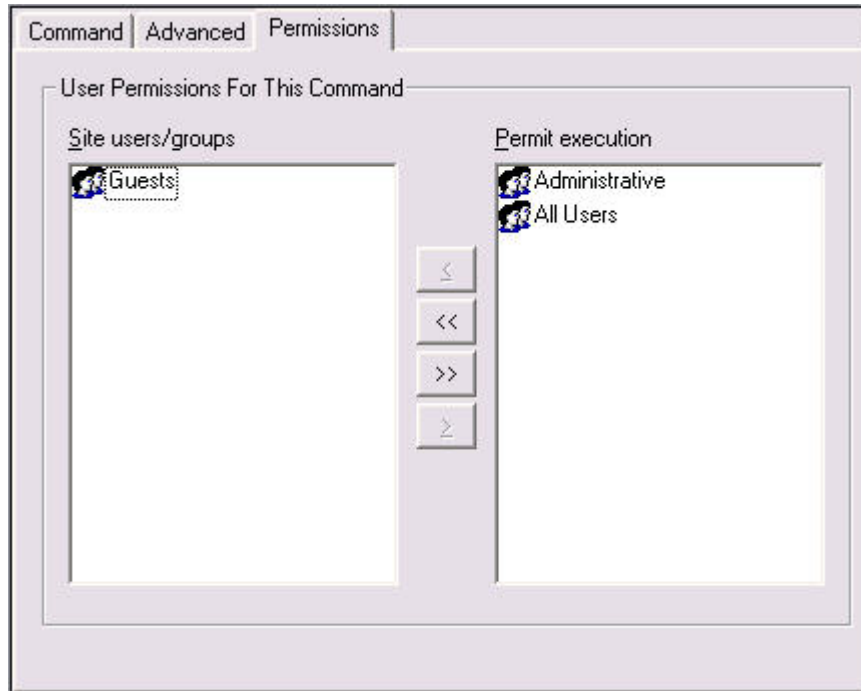 Command Advanced Permissions
User Permissions For This Command
Site users/groups
Permit execution
Guests
Administrative
All Users
<
<<
>>
>